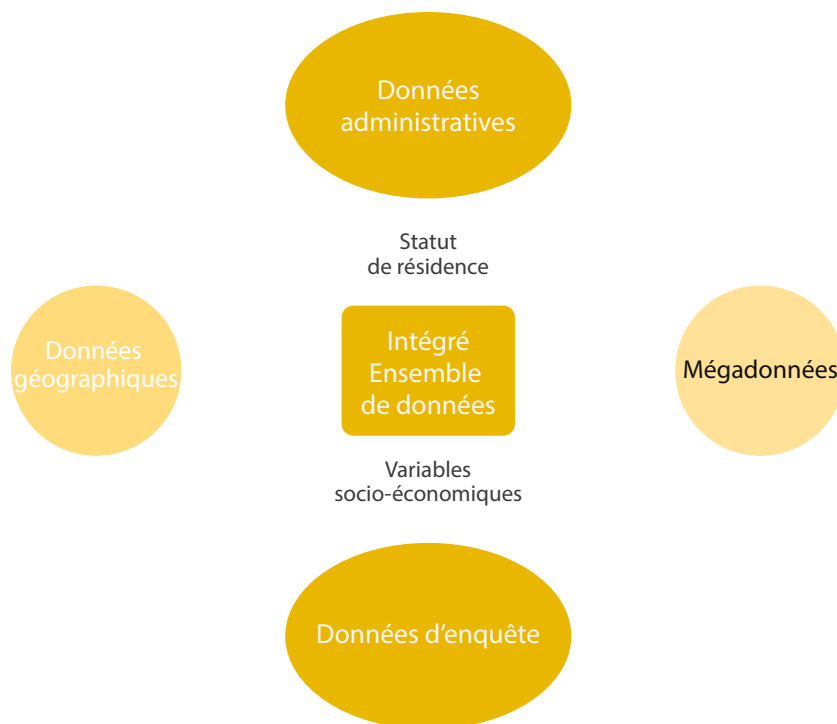 Données
administratives
Statut
de résidence
Données
géographiques
Intégré
Ensemble
de données
Mégadonnées
Variables
socio-économiques
Données d’enquête